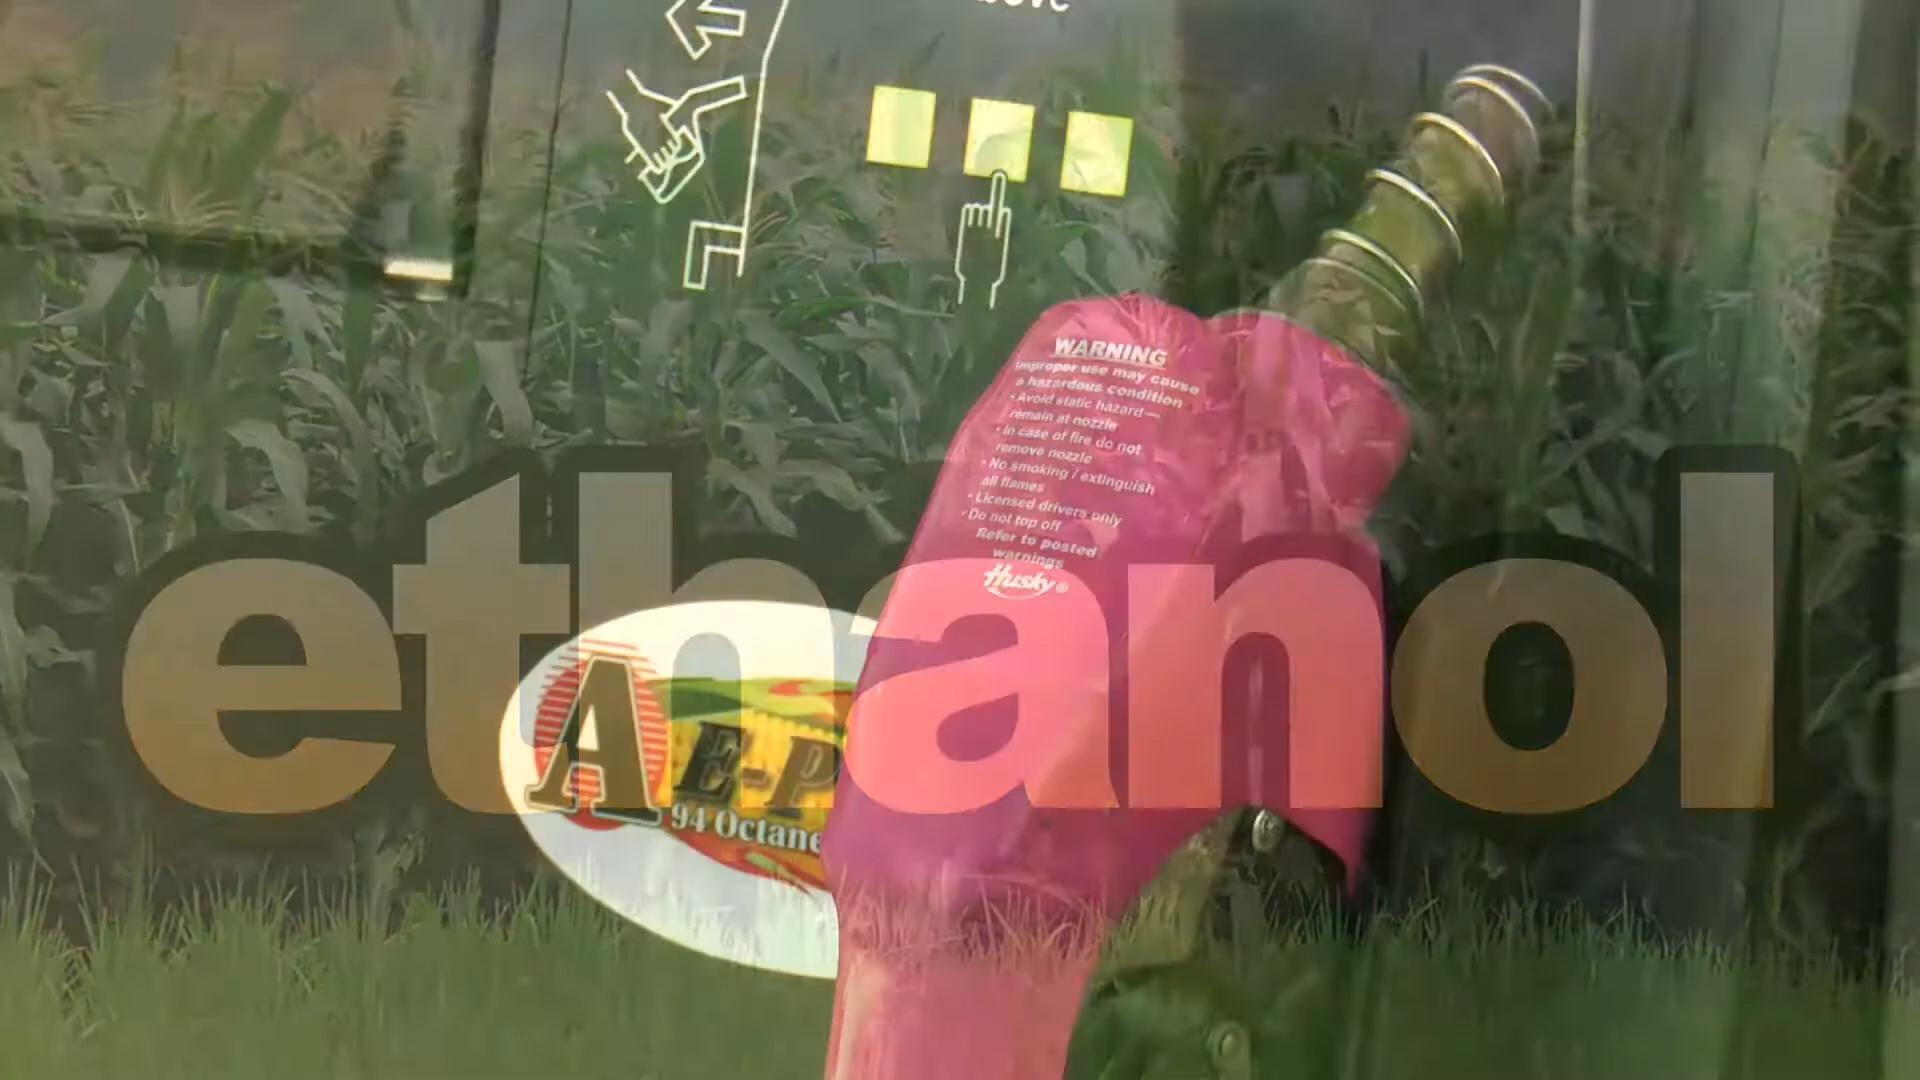 WARNING
Improper use may cause
a hazardous condition
• Avoid static hazard—
remain at nozzle
• In case of fire do not
remove nozzle
• No smoking / extinguish
all flames
• Licensed drivers only
• Do not top off
Refer to posted
warnings
Husky®
ethanol
A E-P
94 Octane